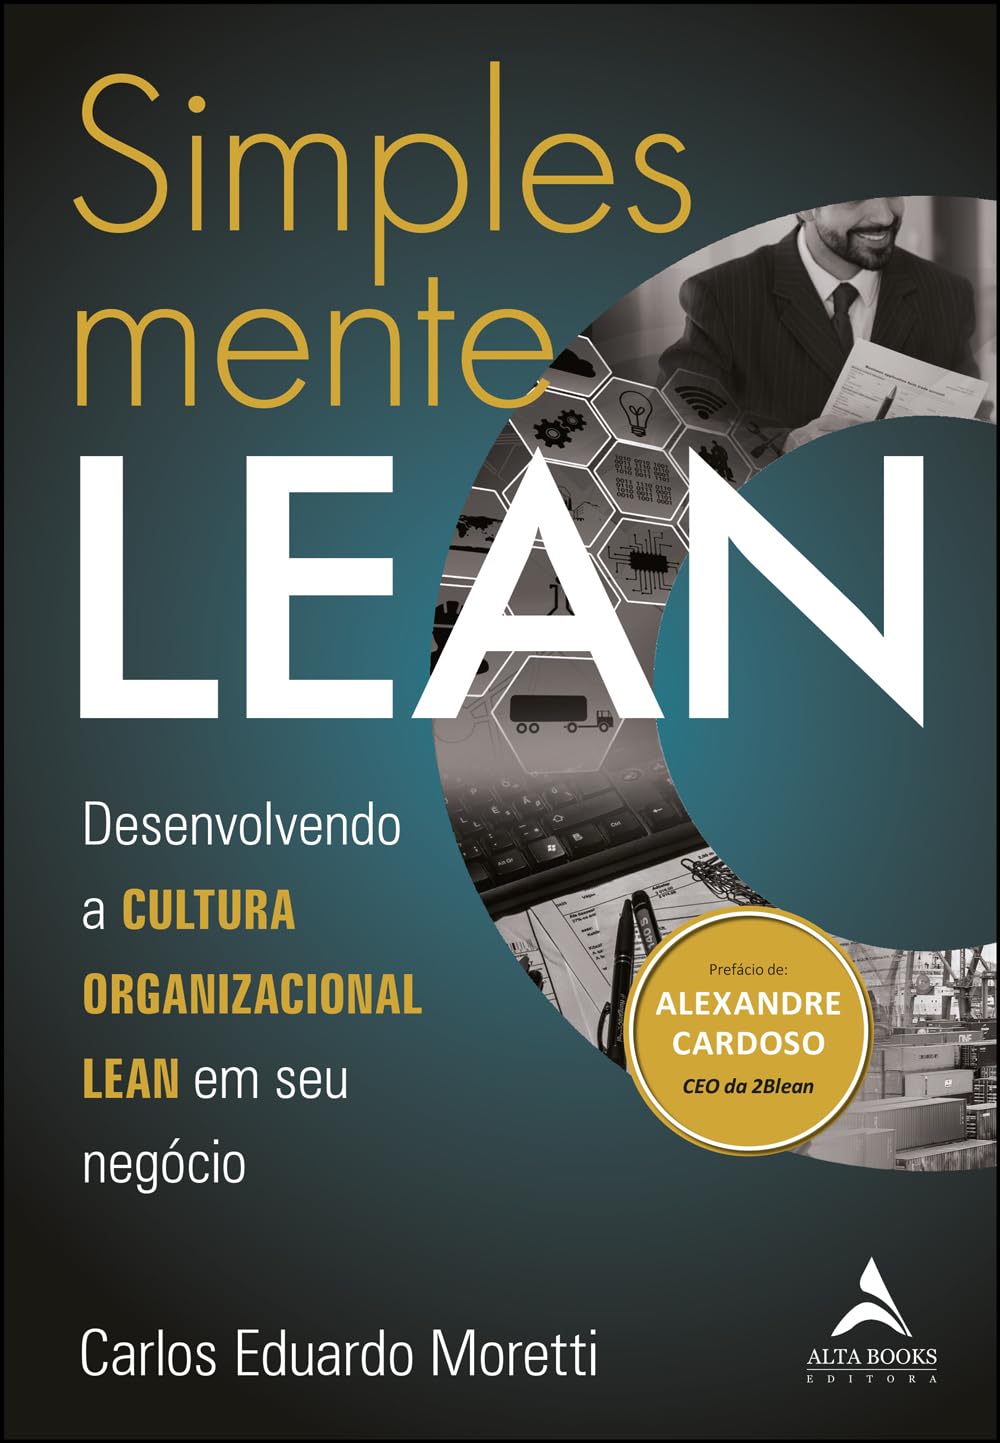 Simples
mente
LEAN
Desenvolvendo
a CULTURA
ORGANIZACIONAL
LEAN em seu
negócio
Prefácio de:
ALEXANDRE
CARDOSO
CEO da 2Blean
Carlos Eduardo Moretti
ALTA BOOKS
EDITORA